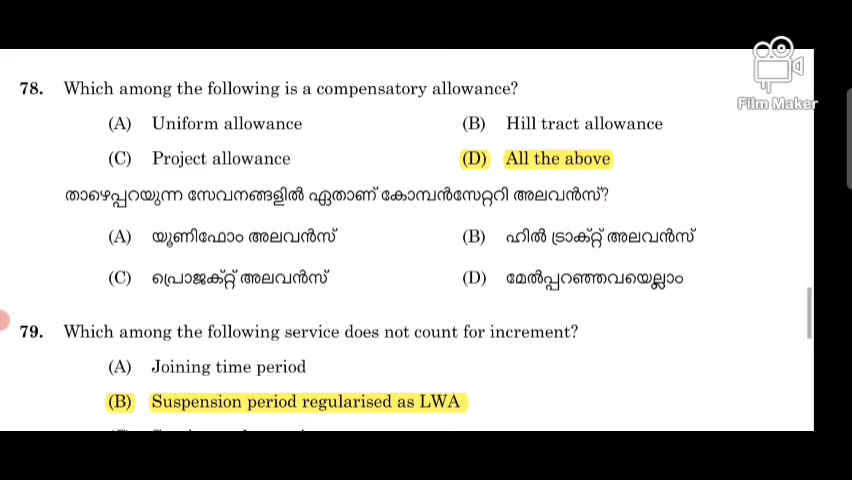 Film Maker
78. Which among the following is a compensatory allowance?
(A) Uniform allowance (B) Hill tract allowance
(C) Project allowance (D) All the above
താഴെപ്പറയുന്ന സേവനങ്ങളിൽ ഏതാണ് കോമ്പൻസേറ്ററി അലവൻസ്?
(A) യൂണിഫോം അലവൻസ് (B) ഹിൽ ട്രാക്റ്റ് അലവൻസ്
(C) പ്രൊജക്റ്റ് അലവൻസ് (D) മേൽപ്പറഞ്ഞവയെല്ലാം
79. Which among the following service does not count for increment?
(A) Joining time period
(B) Suspension period regularised as LWA